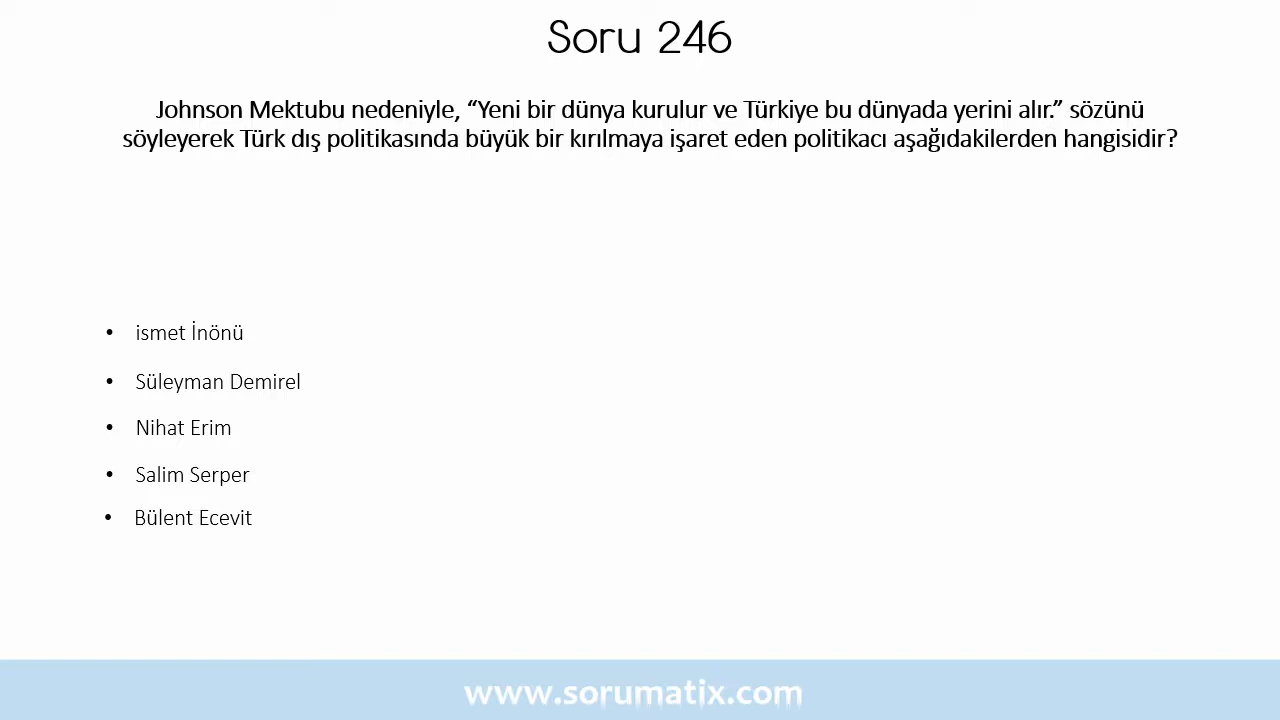 Soru 246
Johnson Mektubu nedeniyle, “Yeni bir dünya kurulur ve Türkiye bu dünyada yerini alır.” sözünü
söyleyerek Türk dış politikasında büyük bir kırılmaya işaret eden politikacı aşağıdakilerden hangisidir?
• ismet İnönü
• Süleyman Demirel
• Nihat Erim
• Salim Serper
• Bülent Ecevit
www.sorumatix.com